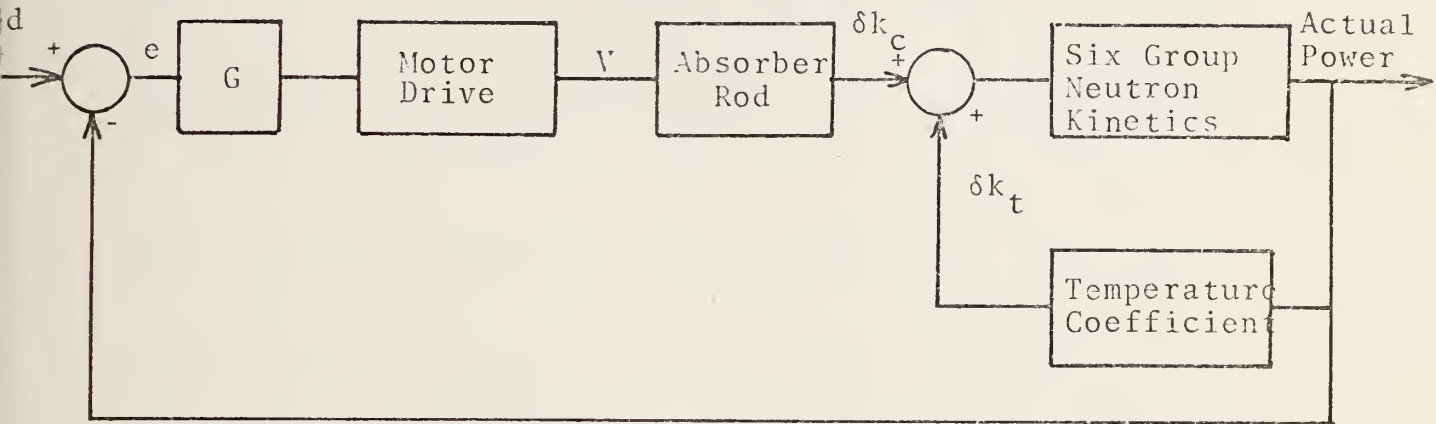 d
+
-
e
G
Motor
Drive
V
Absorber
Rod
δk c
+
+
Six Group
Neutron
Kinetics
Actual
Power
δk t
Temperature
Coefficient